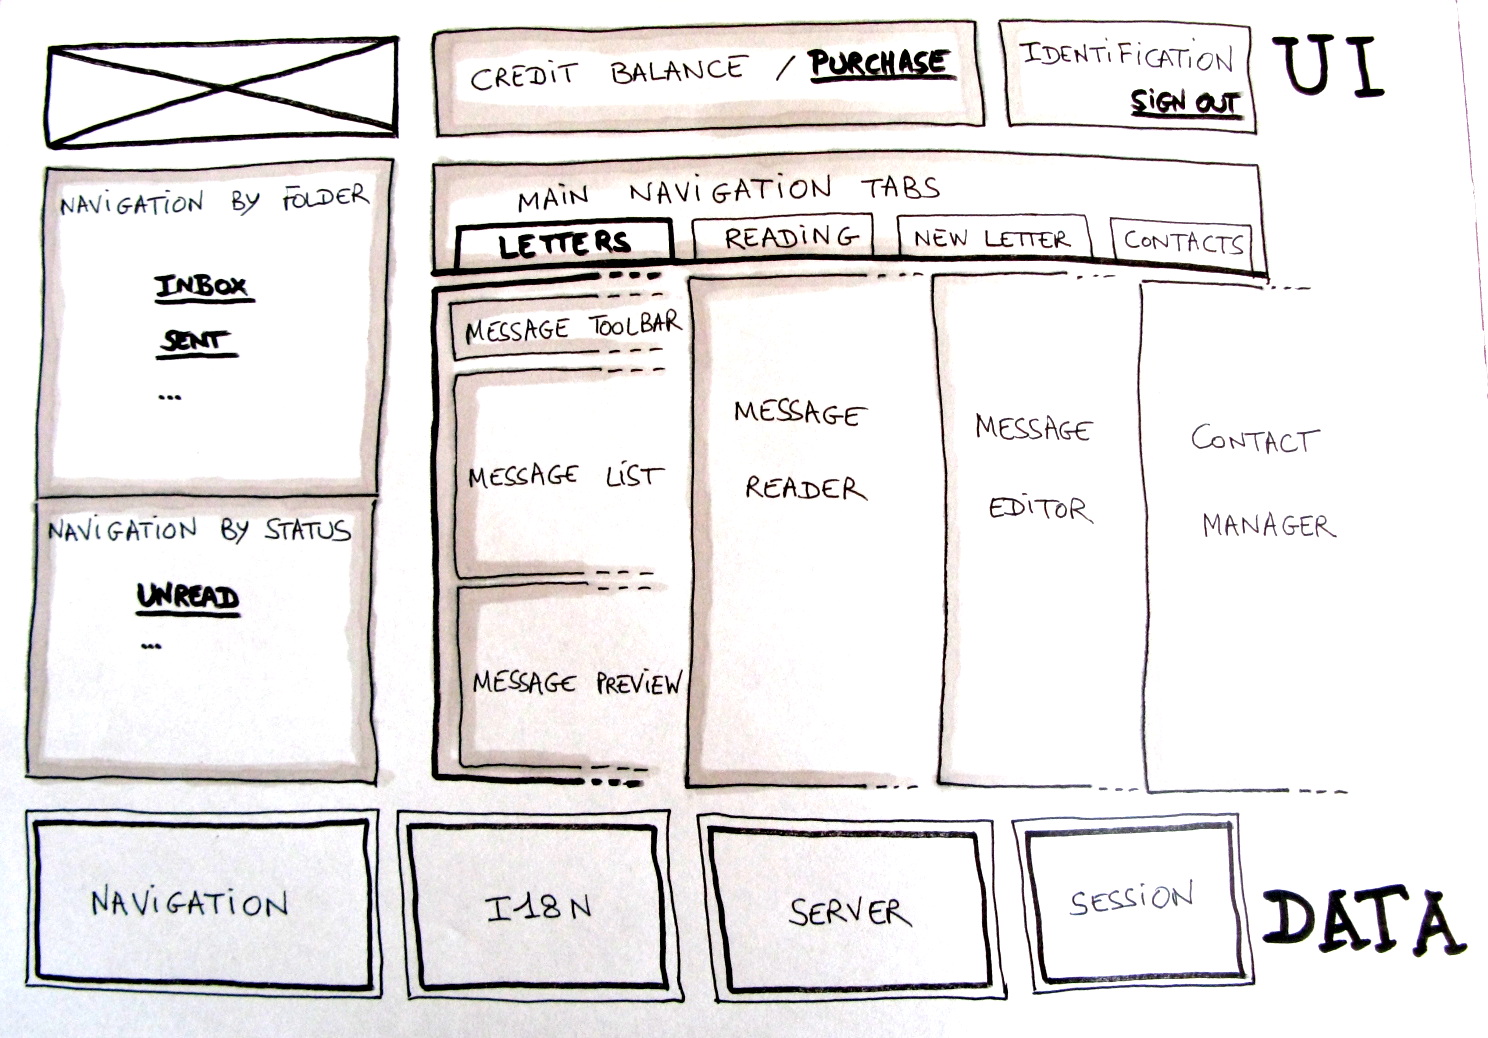 CREDIT BALANCE / PURCHASE
IDENTIFICATION
SIGN OUT
UI
NAVIGATION BY FOLDER
INBOX
SENT
...
NAVIGATION BY STATUS
UNREAD
...
MAIN NAVIGATION TABS
LETTERS
READING
NEW LETTER
CONTACTS
MESSAGE TOOLBAR
MESSAGE LIST
MESSAGE PREVIEW
MESSAGE
READER
MESSAGE
EDITOR
CONTACT
MANAGER
NAVIGATION
I18N
SERVER
SESSION
DATA